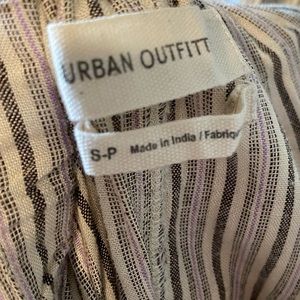 URBAN OUTFITT
S-P Made in India / Fabriqu